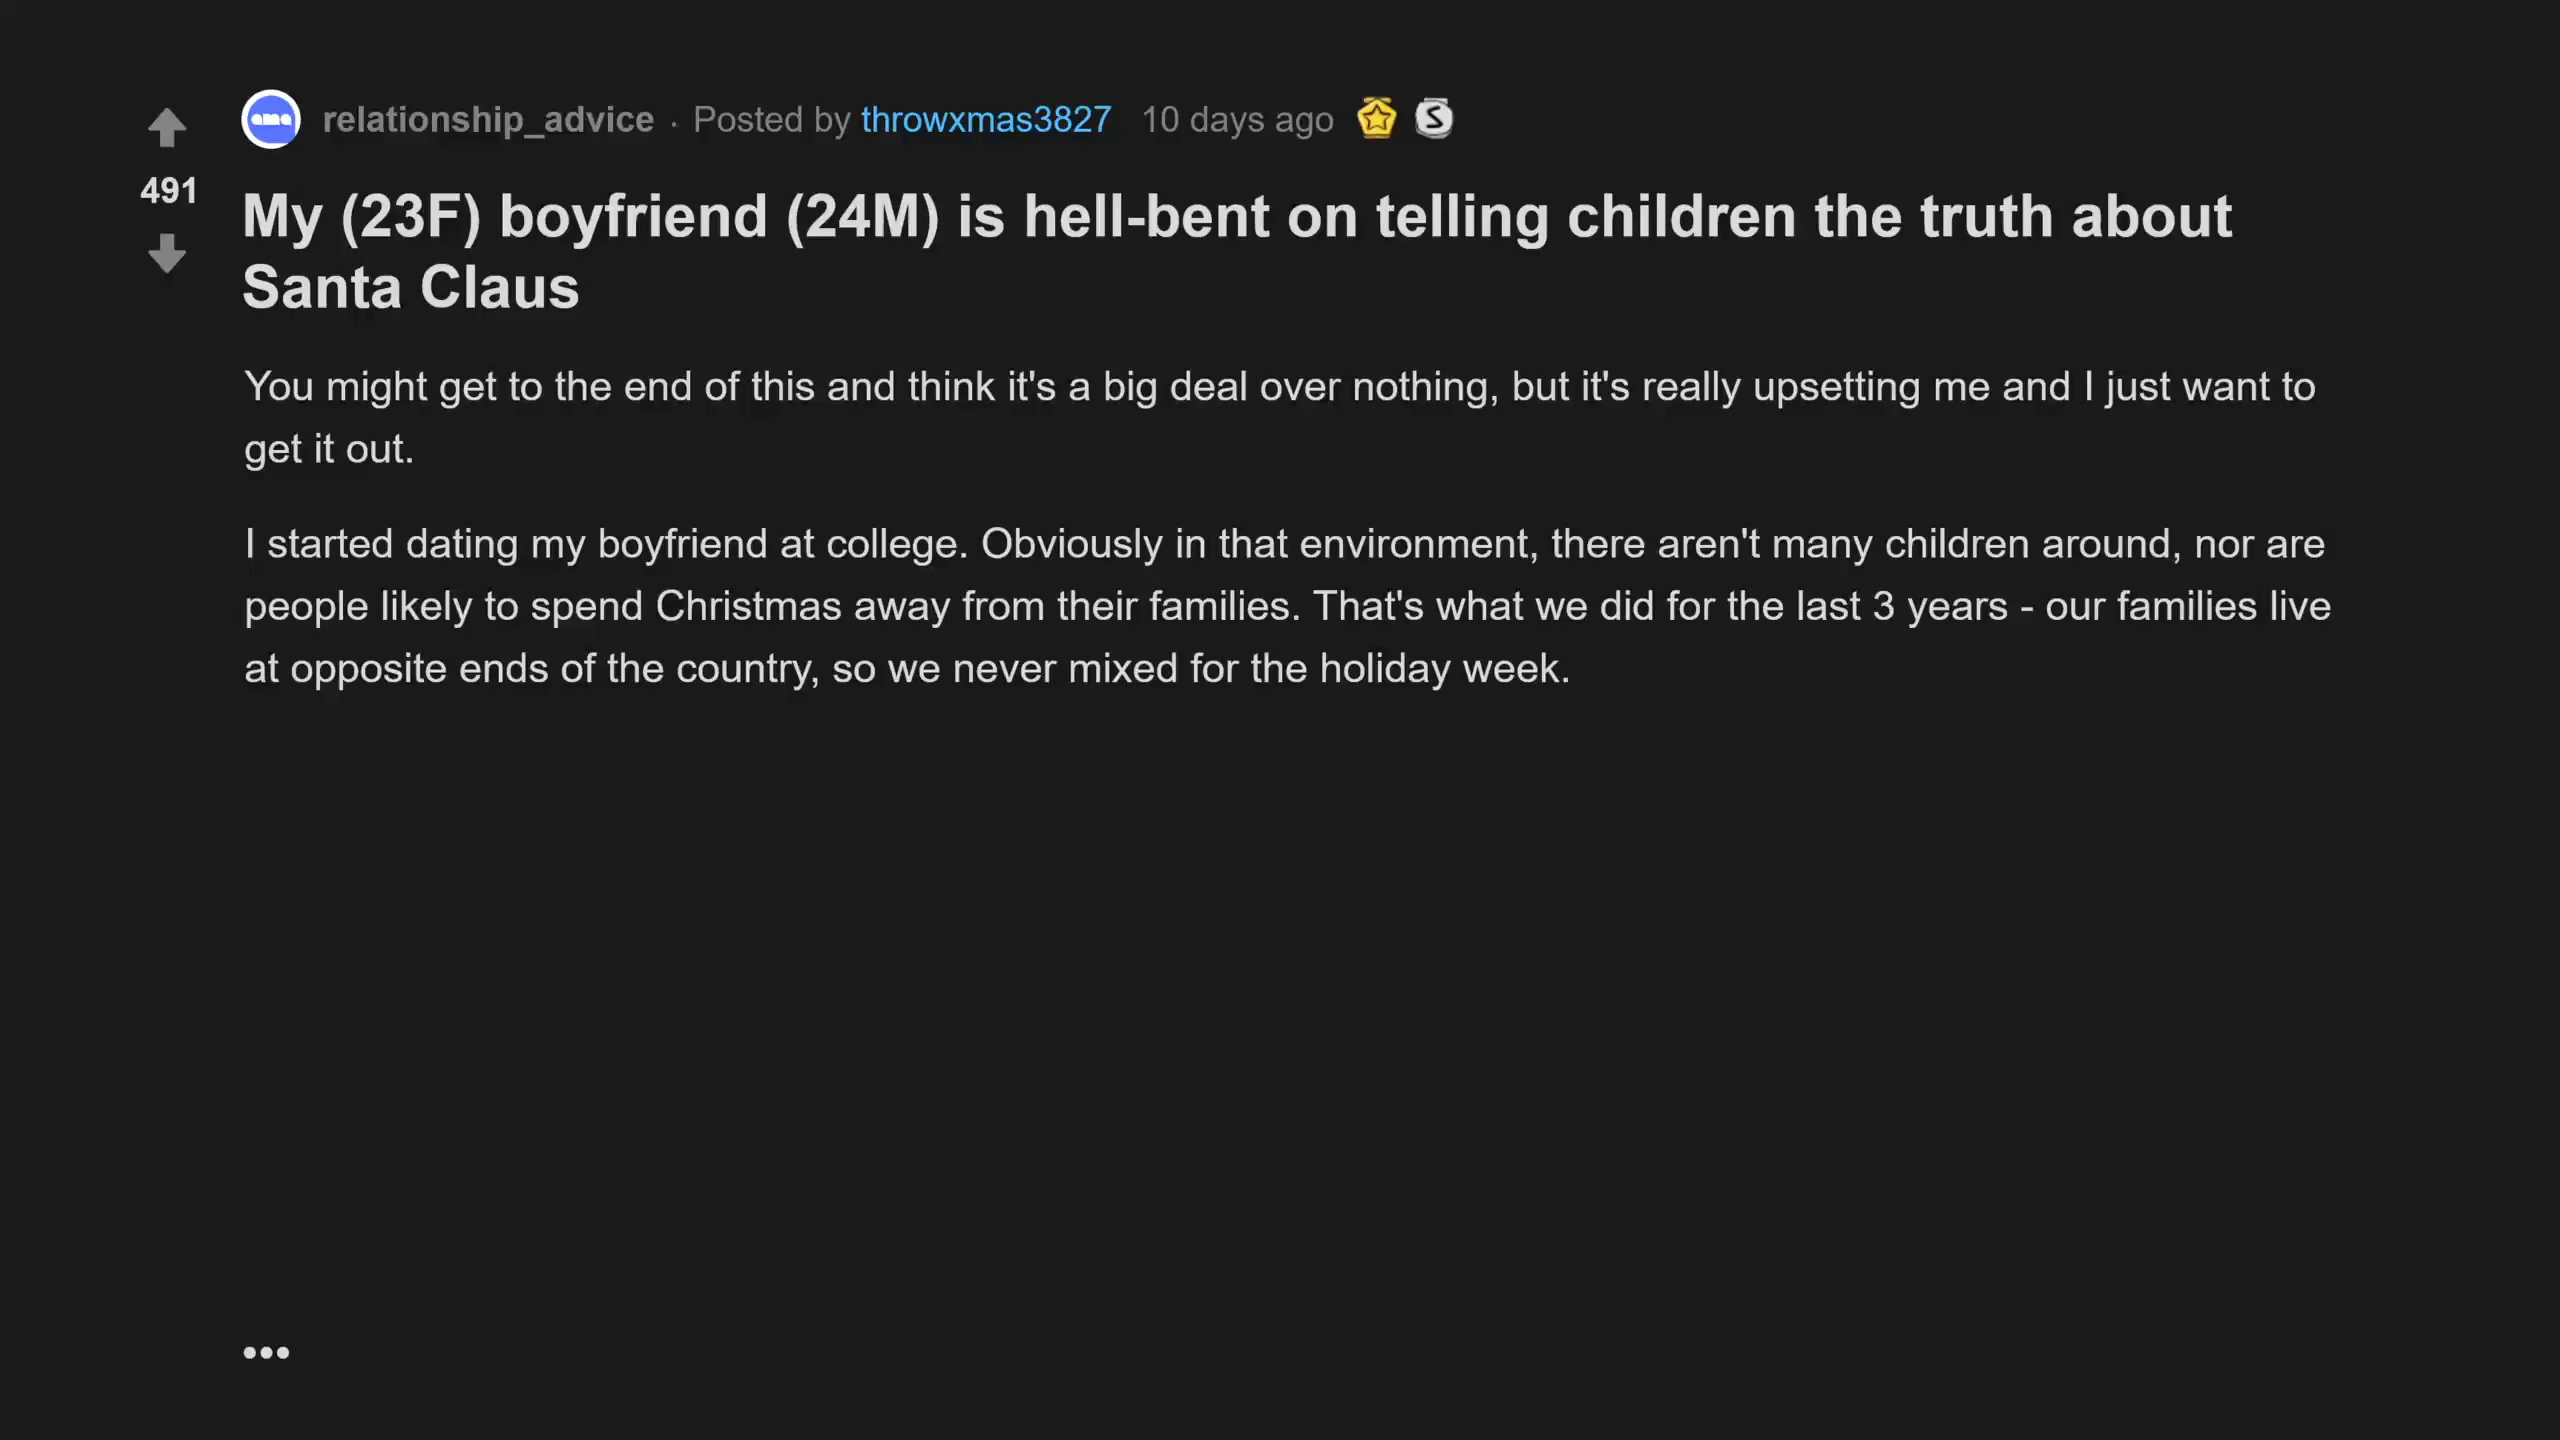 relationship_advice · Posted by throwxmas3827 10 days ago
491
My (23F) boyfriend (24M) is hell-bent on telling children the truth about
Santa Claus
You might get to the end of this and think it's a big deal over nothing, but it's really upsetting me and I just want to
get it out.
I started dating my boyfriend at college. Obviously in that environment, there aren't many children around, nor are
people likely to spend Christmas away from their families. That's what we did for the last 3 years - our families live
at opposite ends of the country, so we never mixed for the holiday week.
•••